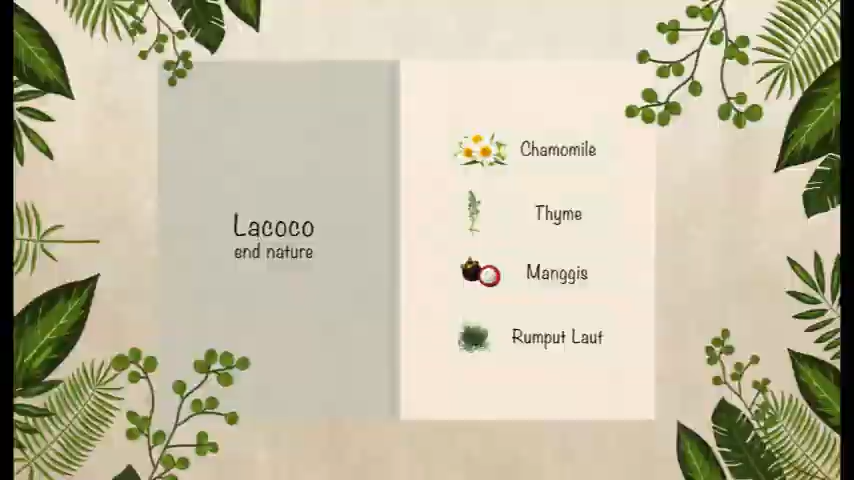 Lacoco
end nature
Chamomile
Thyme
Manggis
Rumput Laut